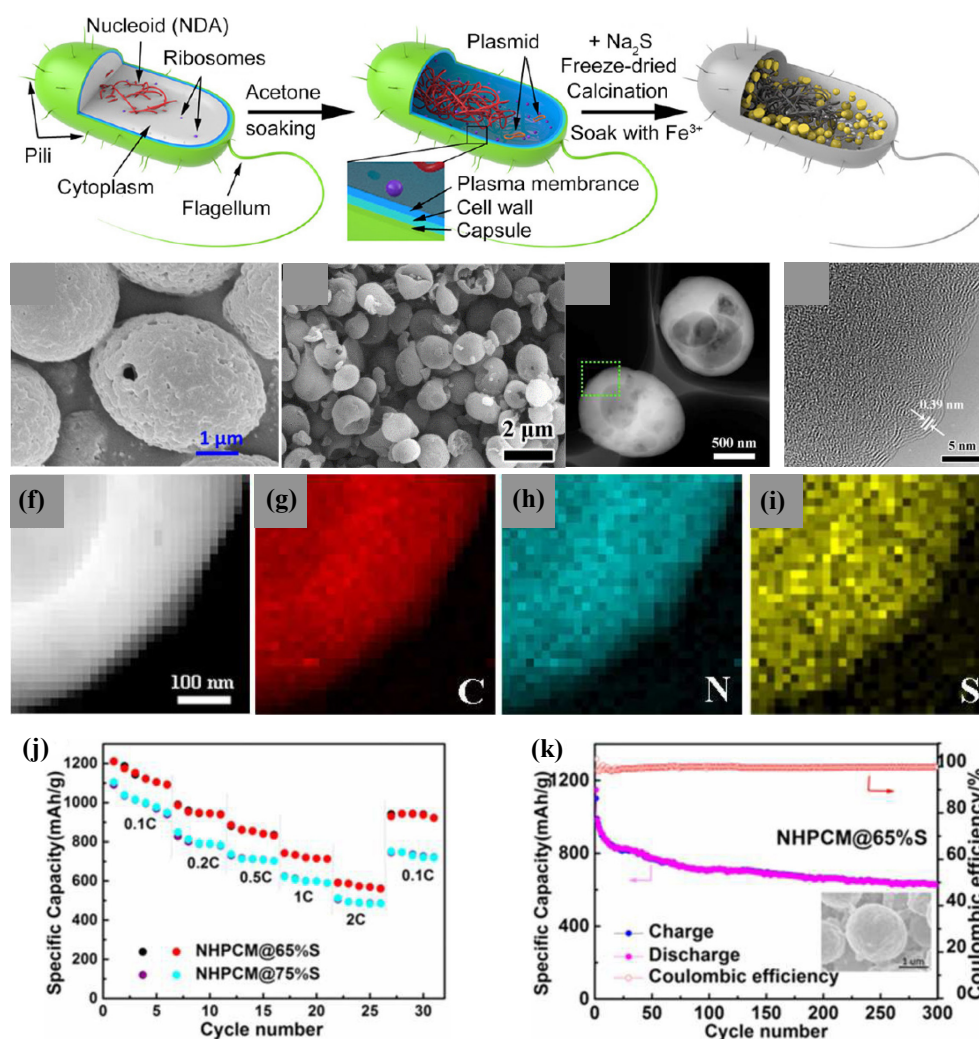 Nucleoid (NDA)
Ribosomes
Pili
Cytoplasm
Flagellum
Acetone
soaking
Plasmid
Plasma membrance
Cell wall
Capsule
+ Na₂S
Freeze-dried
Calcination
Soak with Fe³⁺
1 μm
2 μm
500 nm
0.39 nm
5 nm
(f)
100 nm
(g)
C
(h)
N
(i)
S
(j)
Specific Capacity(mAh/g)
1200
1000
800
600
400
200
0
0.1C
0.2C
0.5C
1C
2C
0.1C
NHPCM@65%S
NHPCM@75%S
0 5 10 15 20 25 30
Cycle number
(k)
Specific Capacity(mAh/g)
1200
800
400
0
NHPCM@65%S
Charge
Discharge
Coulombic efficiency
1 um
100
80
60
40
20
0
Coulombic efficiency/%
0 50 100 150 200 250 300
Cycle number